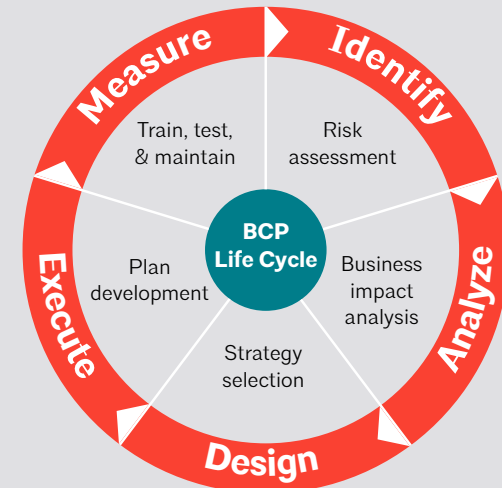 BCP
Life Cycle
Identify
Risk
assessment
Analyze
Business
impact
analysis
Design
Strategy
selection
Execute
Plan
development
Measure
Train, test,
& maintain